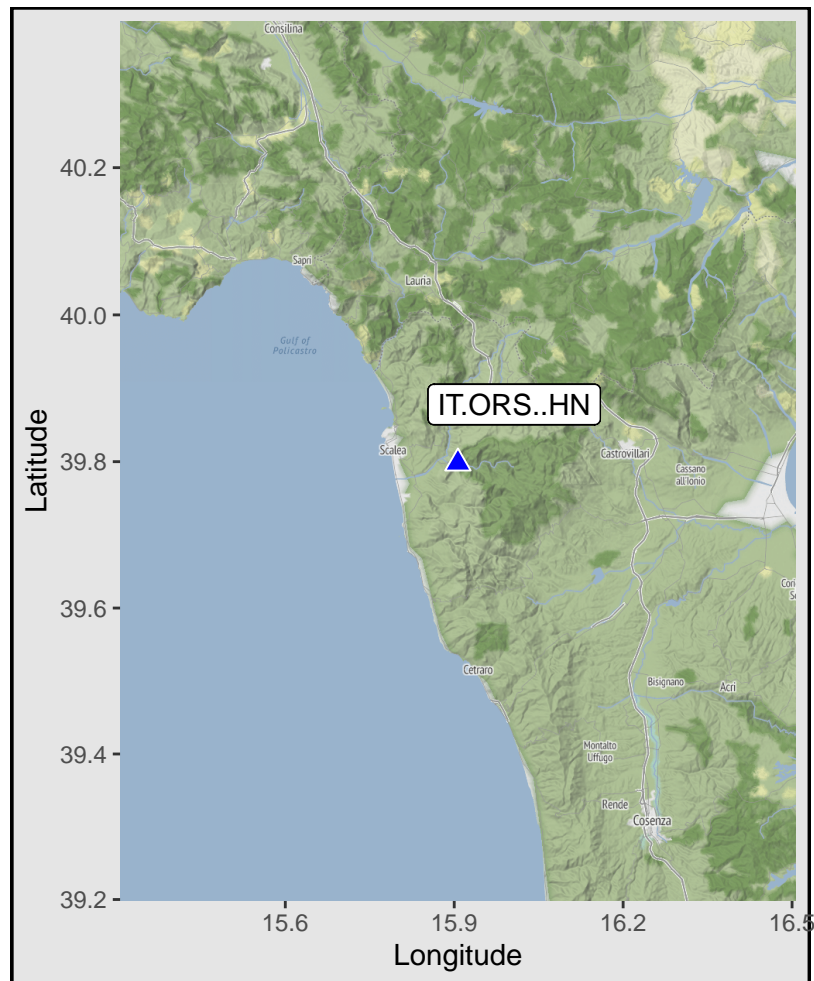 Consilina
40.2
Sapri
Lauria
40.0
Gulf of
Policastro
IT.ORS..HN
Latitude
39.8
Scalea
Castrovillari
Cassano
all'Ionio
39.6
Cori
Cetraro
Bisignano
Acri
39.4
Montalto
Uffugo
Rende
Cosenza
39.2
15.6
15.9
16.2
16.5
Longitude